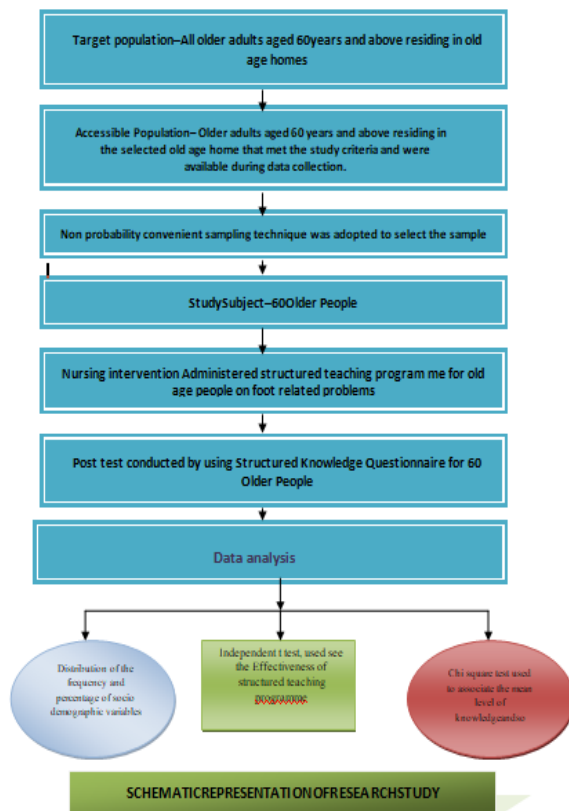 Target population–All older adults aged 60years and above residing in old
age homes
Accessible Population– Older adults aged 60 years and above residing in
the selected old age home that met the study criteria and were
available during data collection.
Non probability convenient sampling technique was adopted to select the sample
StudySubject–60Older People
Nursing intervention Administered structured teaching program me for old
age people on foot related problems
Post test conducted by using Structured Knowledge Questionnaire for 60
Older People
Data analysis
Distribution of the
frequency and
percentage of socio
demographic variables
Independent t test, used see
the Effectiveness of
structured teaching
programme
Chi square test used
to associate the mean
level of
knowledgeandso
SCHEMATICREPRESENTATIONOFRESEARCHSTUDY